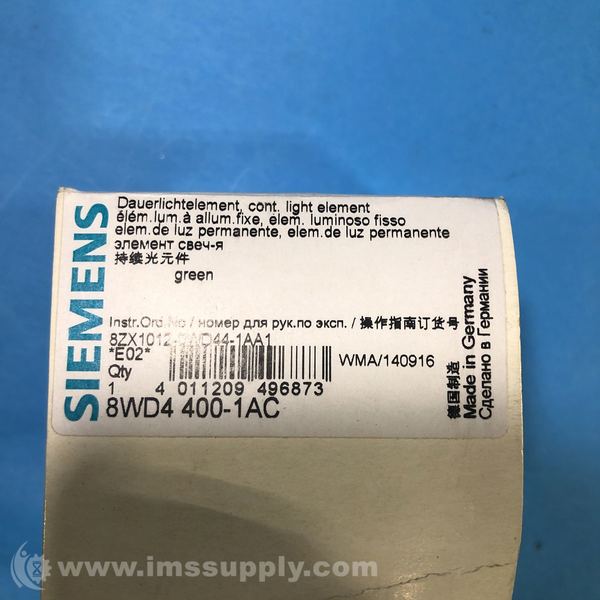 SIEMENS
Dauerlichtelement, cont. light element
élém.lum.à allum.fixe, elem. luminoso fisso
elem.de luz permanente, elem.de luz permanente
элемент свеч-я
持续光元件
green
Instr.Ord.No / номер для рук.по эксп. / 操作指南订货号
8ZX1012-0WD44-1AA1
*E02*
WMA/140916
Qty
1 4 011209 496873
8WD4 400-1AC
德国制造
Made in Germany
Сделано в Германии
www.imssupply.com